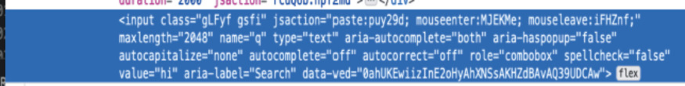 <input class="gLFyf gsfi" jsaction="paste:puy29d; mouseenter:MJEKMe; mouseleave:iFHZnf;"
maxlength="2048" name="q" type="text" aria-autocomplete="both" aria-haspopup="false"
autocapitalize="none" autocomplete="off" autocorrect="off" role="combobox" spellcheck="false"
value="hi" aria-label="Search" data-ved="0ahUKEwiizInE2oHyAhXNSsAKHZdBAvAQ39UDCAw"> flex